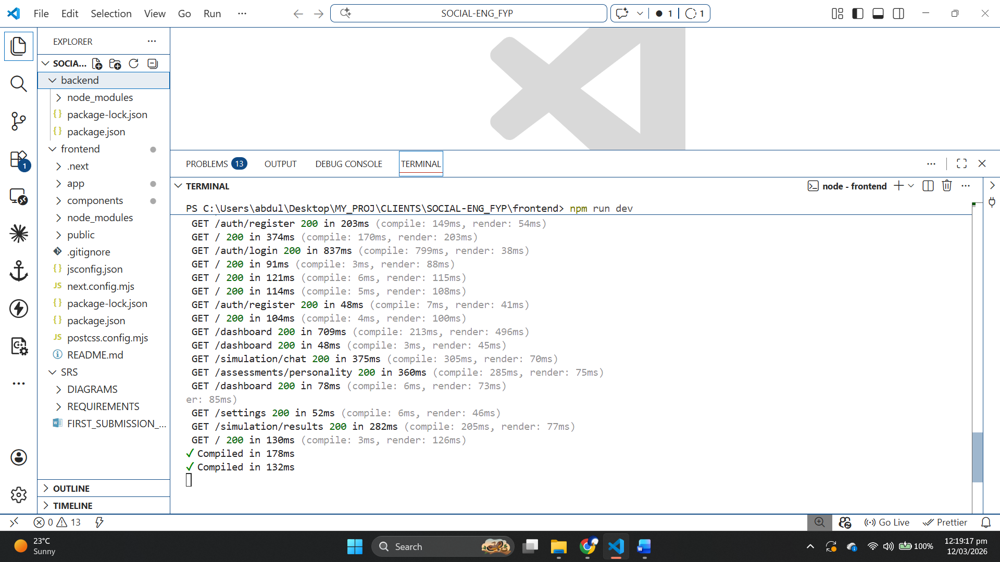 File Edit Selection View Go Run ···
SOCIAL-ENG_FYP
1 1
EXPLORER
SOCIA...
backend
node_modules
package-lock.json
package.json
frontend
.next
app
components
node_modules
public
.gitignore
jsconfig.json
next.config.mjs
package-lock.json
package.json
postcss.config.mjs
README.md
SRS
DIAGRAMS
REQUIREMENTS
FIRST_SUBMISSION_...
OUTLINE
TIMELINE
1
PROBLEMS 13 OUTPUT DEBUG CONSOLE TERMINAL
TERMINAL
node - frontend
PS C:\Users\abdul\Desktop\MY_PROJ\CLIENTS\SOCIAL-ENG_FYP\frontend> npm run dev
GET /auth/register 200 in 203ms (compile: 149ms, render: 54ms)
GET / 200 in 374ms (compile: 170ms, render: 203ms)
GET /auth/login 200 in 837ms (compile: 799ms, render: 38ms)
GET / 200 in 91ms (compile: 3ms, render: 88ms)
GET / 200 in 121ms (compile: 6ms, render: 115ms)
GET / 200 in 114ms (compile: 5ms, render: 108ms)
GET /auth/register 200 in 48ms (compile: 7ms, render: 41ms)
GET / 200 in 104ms (compile: 4ms, render: 100ms)
GET /dashboard 200 in 709ms (compile: 213ms, render: 496ms)
GET /dashboard 200 in 48ms (compile: 3ms, render: 45ms)
GET /simulation/chat 200 in 375ms (compile: 305ms, render: 70ms)
GET /assessments/personality 200 in 360ms (compile: 285ms, render: 75ms)
GET /dashboard 200 in 78ms (compile: 6ms, render: 73ms)
er: 85ms)
GET /settings 200 in 52ms (compile: 6ms, render: 46ms)
GET /simulation/results 200 in 282ms (compile: 205ms, render: 77ms)
GET / 200 in 130ms (compile: 3ms, render: 126ms)
✓ Compiled in 178ms
✓ Compiled in 132ms
0 13
Go Live Prettier
23°C
Sunny
Search
100%
12:19:17 pm
12/03/2026